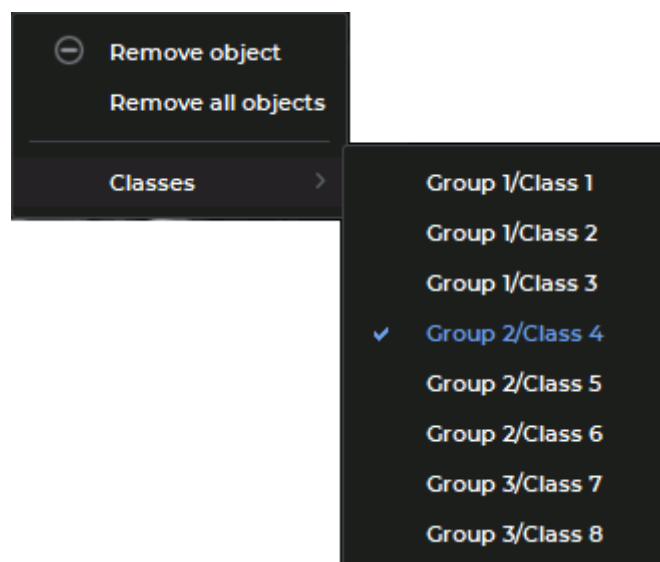 Remove object
Remove all objects
Classes
Group 1/Class 1
Group 1/Class 2
Group 1/Class 3
Group 2/Class 4
Group 2/Class 5
Group 2/Class 6
Group 3/Class 7
Group 3/Class 8